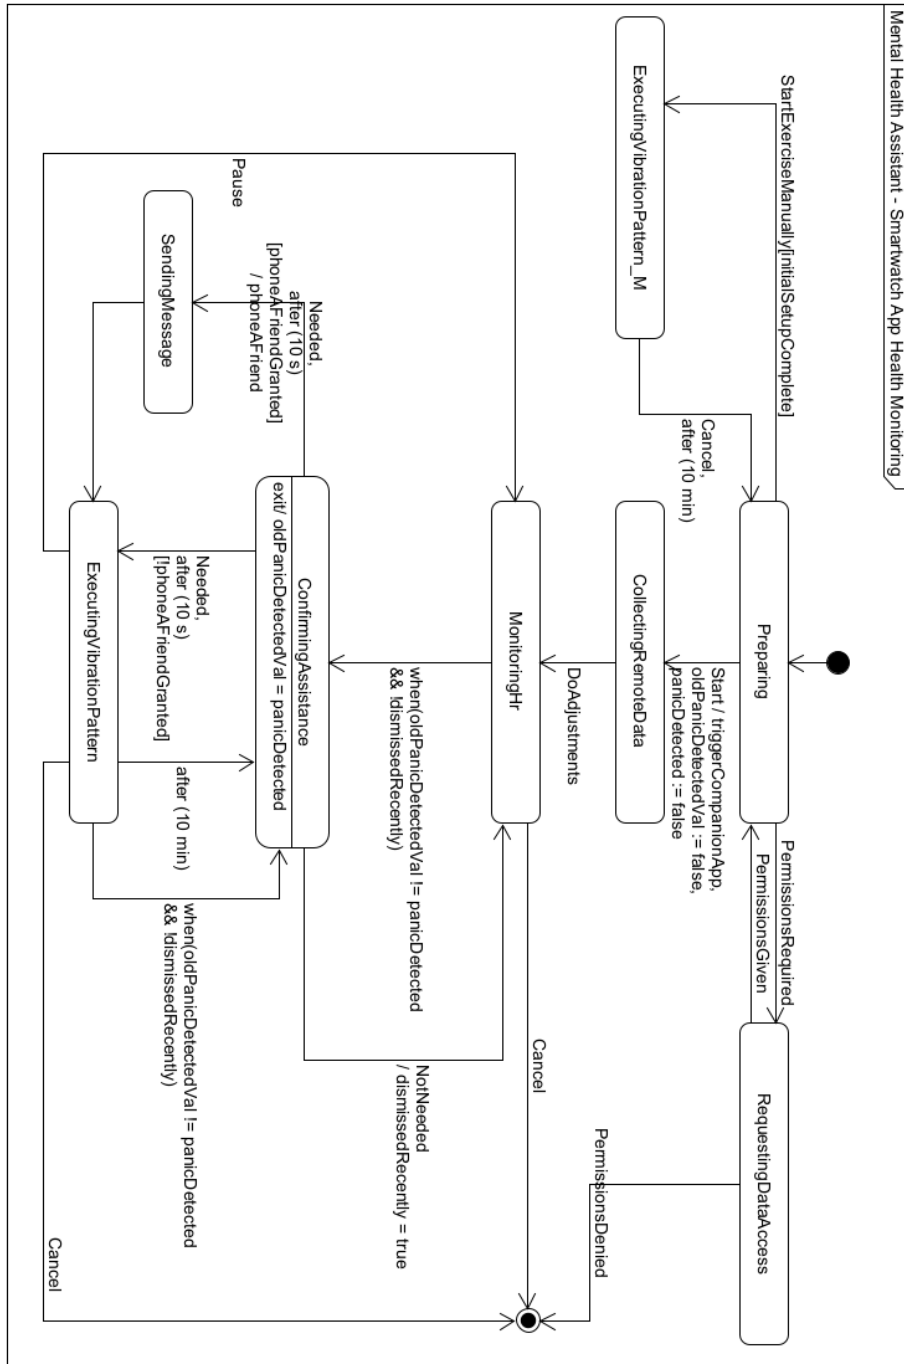 Mental Health Assistant - Smartwatch App Health Monitoring
StartExerciseManually[initialSetupComplete]
ExecutingVibrationPattern_M
Cancel,
after (10 min)
Preparing
PermissionsRequired
PermissionsGiven
RequestingDataAccess
Start / triggerCompanionApp,
oldPanicDetectedVal := false,
panicDetected := false
CollectingRemoteData
PermissionsDenied
DoAdjustments
MonitoringHr
Cancel
Pause
when(oldPanicDetectedVal != panicDetected
&& !dismissedRecently)
NotNeeded
/ dismissedRecently = true
Needed,
after (10 s)
[phoneAFriendGranted]
/ phoneAFriend
ConfirmingAssistance
exit/ oldPanicDetectedVal = panicDetected
SendingMessage
Needed,
after (10 s)
[!phoneAFriendGranted]
after (10 min)
when(oldPanicDetectedVal != panicDetected
&& !dismissedRecently)
ExecutingVibrationPattern
Cancel